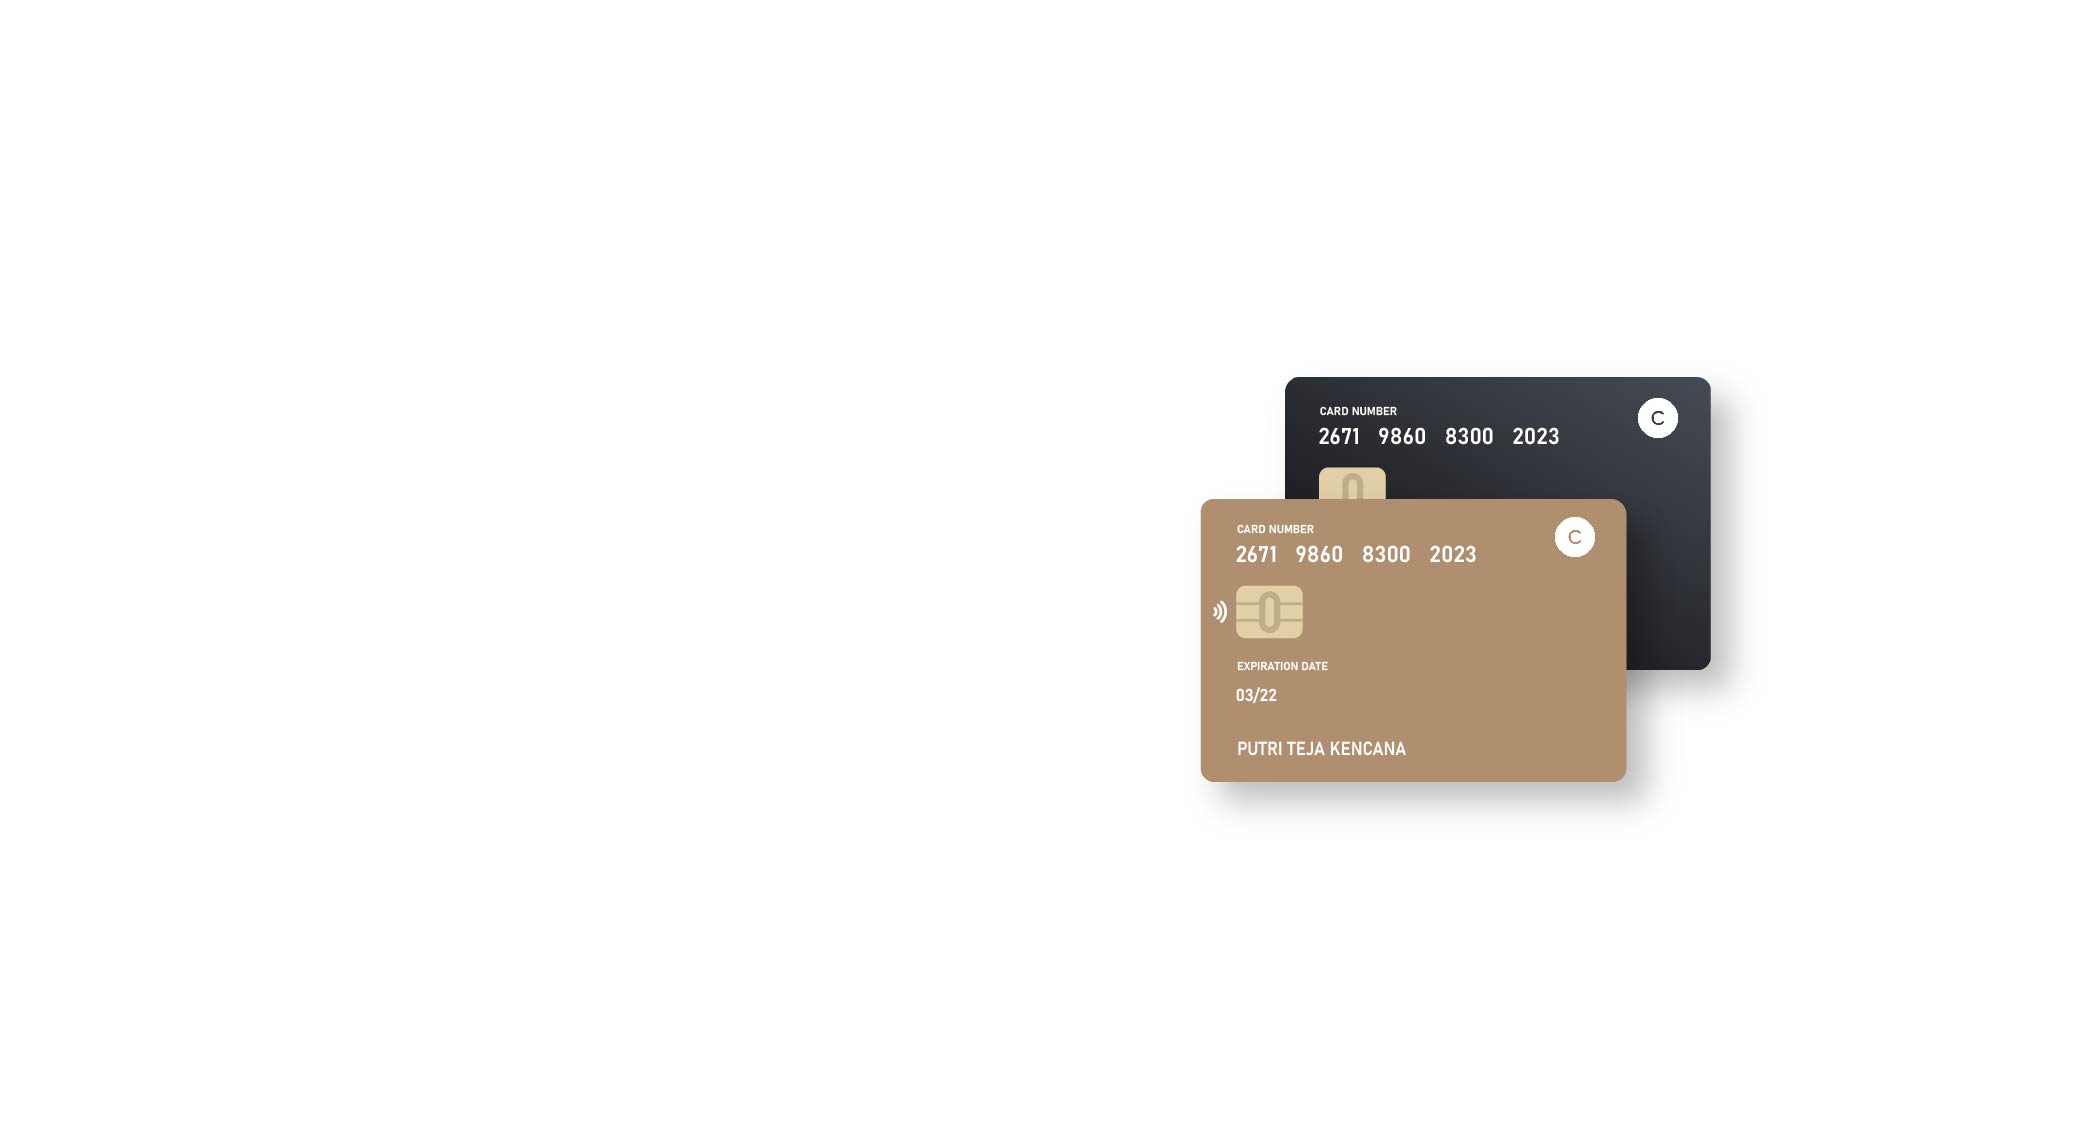 CARD NUMBER
2671 9860 8300 2023
C
CARD NUMBER
2671 9860 8300 2023
C
EXPIRATION DATE
03/22
PUTRI TEJA KENCANA